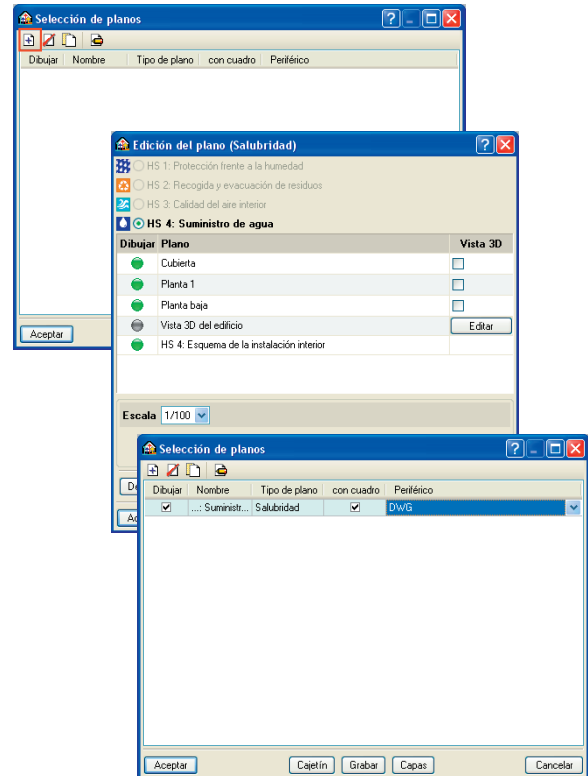 Selección de planos
Dibujar Nombre Tipo de plano con cuadro Periférico
Aceptar
Edición del plano (Salubridad)
HS 1: Protección frente a la humedad
HS 2: Recogida y evacuación de residuos
HS 3: Calidad del aire interior
HS 4: Suministro de agua
Dibujar Plano Vista 3D
Cubierta
Planta 1
Planta baja
Vista 3D del edificio Editar
HS 4: Esquema de la instalación interior
Escala 1/100
De
Ac
Selección de planos
Dibujar Nombre Tipo de plano con cuadro Periférico
...: Suministr... Salubridad DWG
Aceptar Cajetín Grabar Capas Cancelar